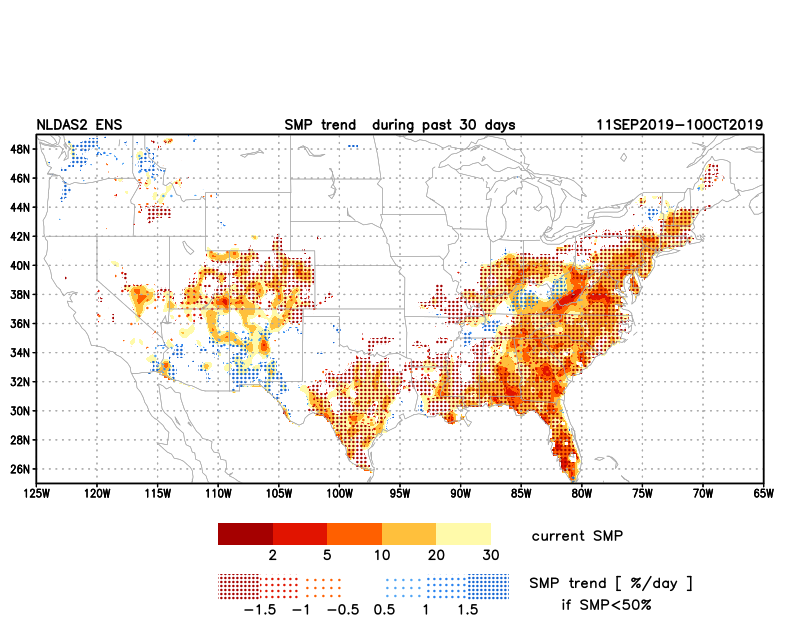 NLDAS2 ENS SMP trend during past 30 days 11SEP2019-10OCT2019
48N
46N
44N
42N
40N
38N
36N
34N
32N
30N
28N
26N
125W 120W 115W 110W 105W 100W 95W 90W 85W 80W 75W 70W 65W
current SMP
2 5 10 20 30
SMP trend [ %/day ]
-1.5 -1 -0.5 0.5 1 1.5
if SMP<50%